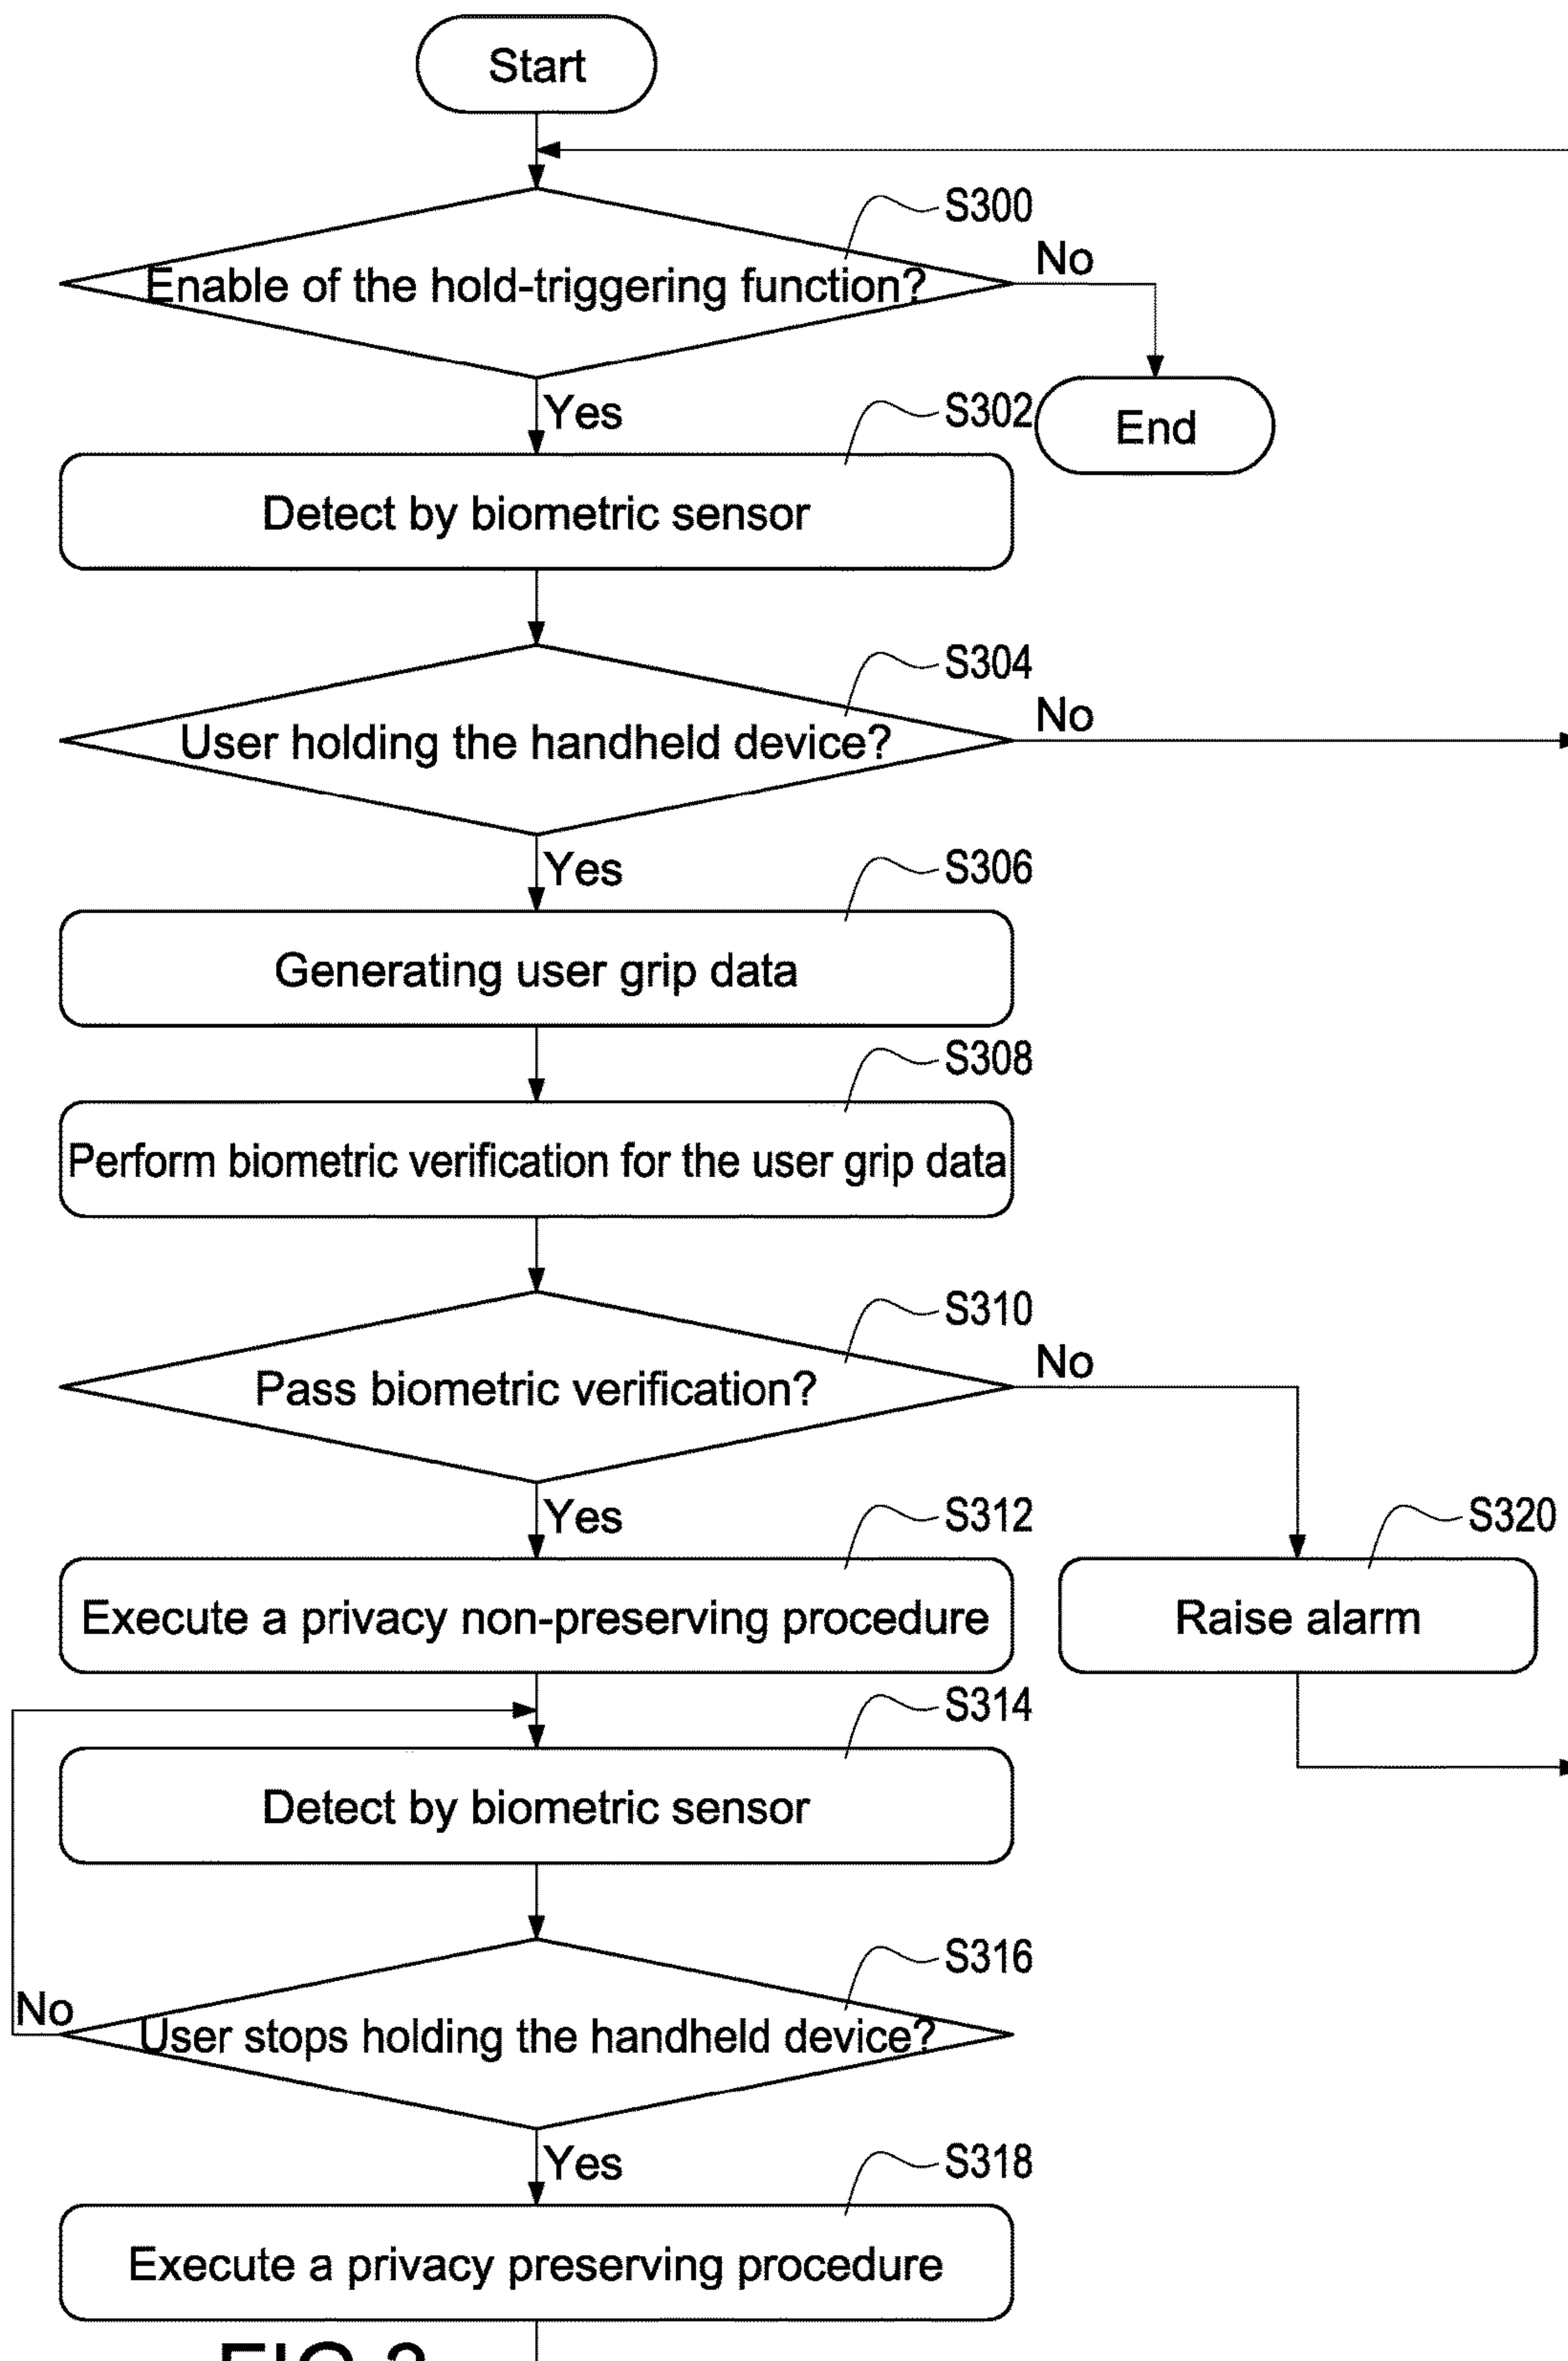 Start
S300
Enable of the hold-triggering function?
No
Yes
End
S302
Detect by biometric sensor
S304
User holding the handheld device?
No
Yes
S306
Generating user grip data
S308
Perform biometric verification for the user grip data
S310
Pass biometric verification?
No
Yes
S312
Execute a privacy non-preserving procedure
S320
Raise alarm
S314
Detect by biometric sensor
S316
User stops holding the handheld device?
No
Yes
S318
Execute a privacy preserving procedure